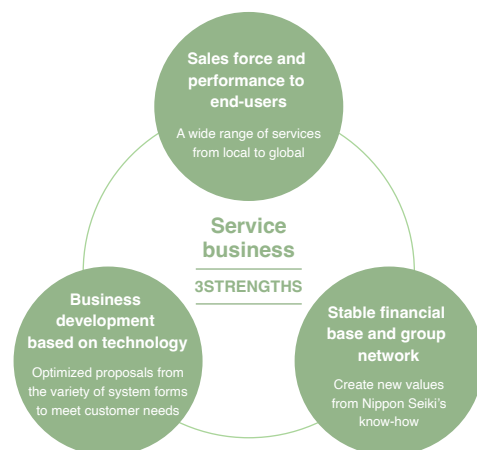 Sales force and
performance to
end-users
A wide range of services
from local to global
Service
business
3STRENGTHS
Business
development
based on technology
Optimized proposals from
the variety of system forms
to meet customer needs
Stable financial
base and group
network
Create new values
from Nippon Seiki's
know-how